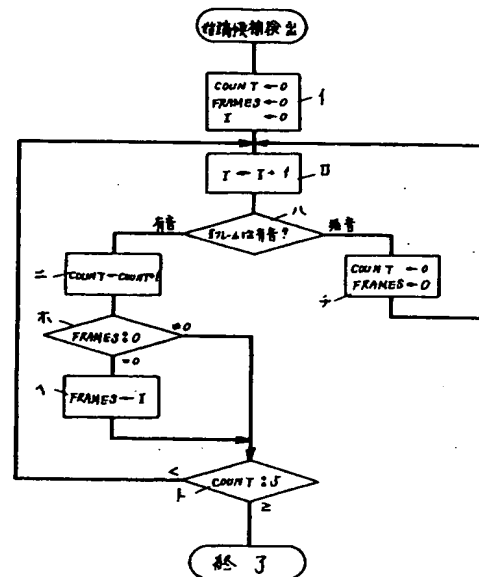 始端候補検出
COUNT ←0
FRAMES ←0
I ←0
イ
I ← I + 1
ロ
ハ
有音
無音
Iフレームは有音?
ニ
COUNT←COUNT+1
COUNT ←0
FRAMES←0
チ
ホ
FRAMES:0
≠0
=0
ヘ
FRAMES← I
<
ト
COUNT:5
≥
終 了